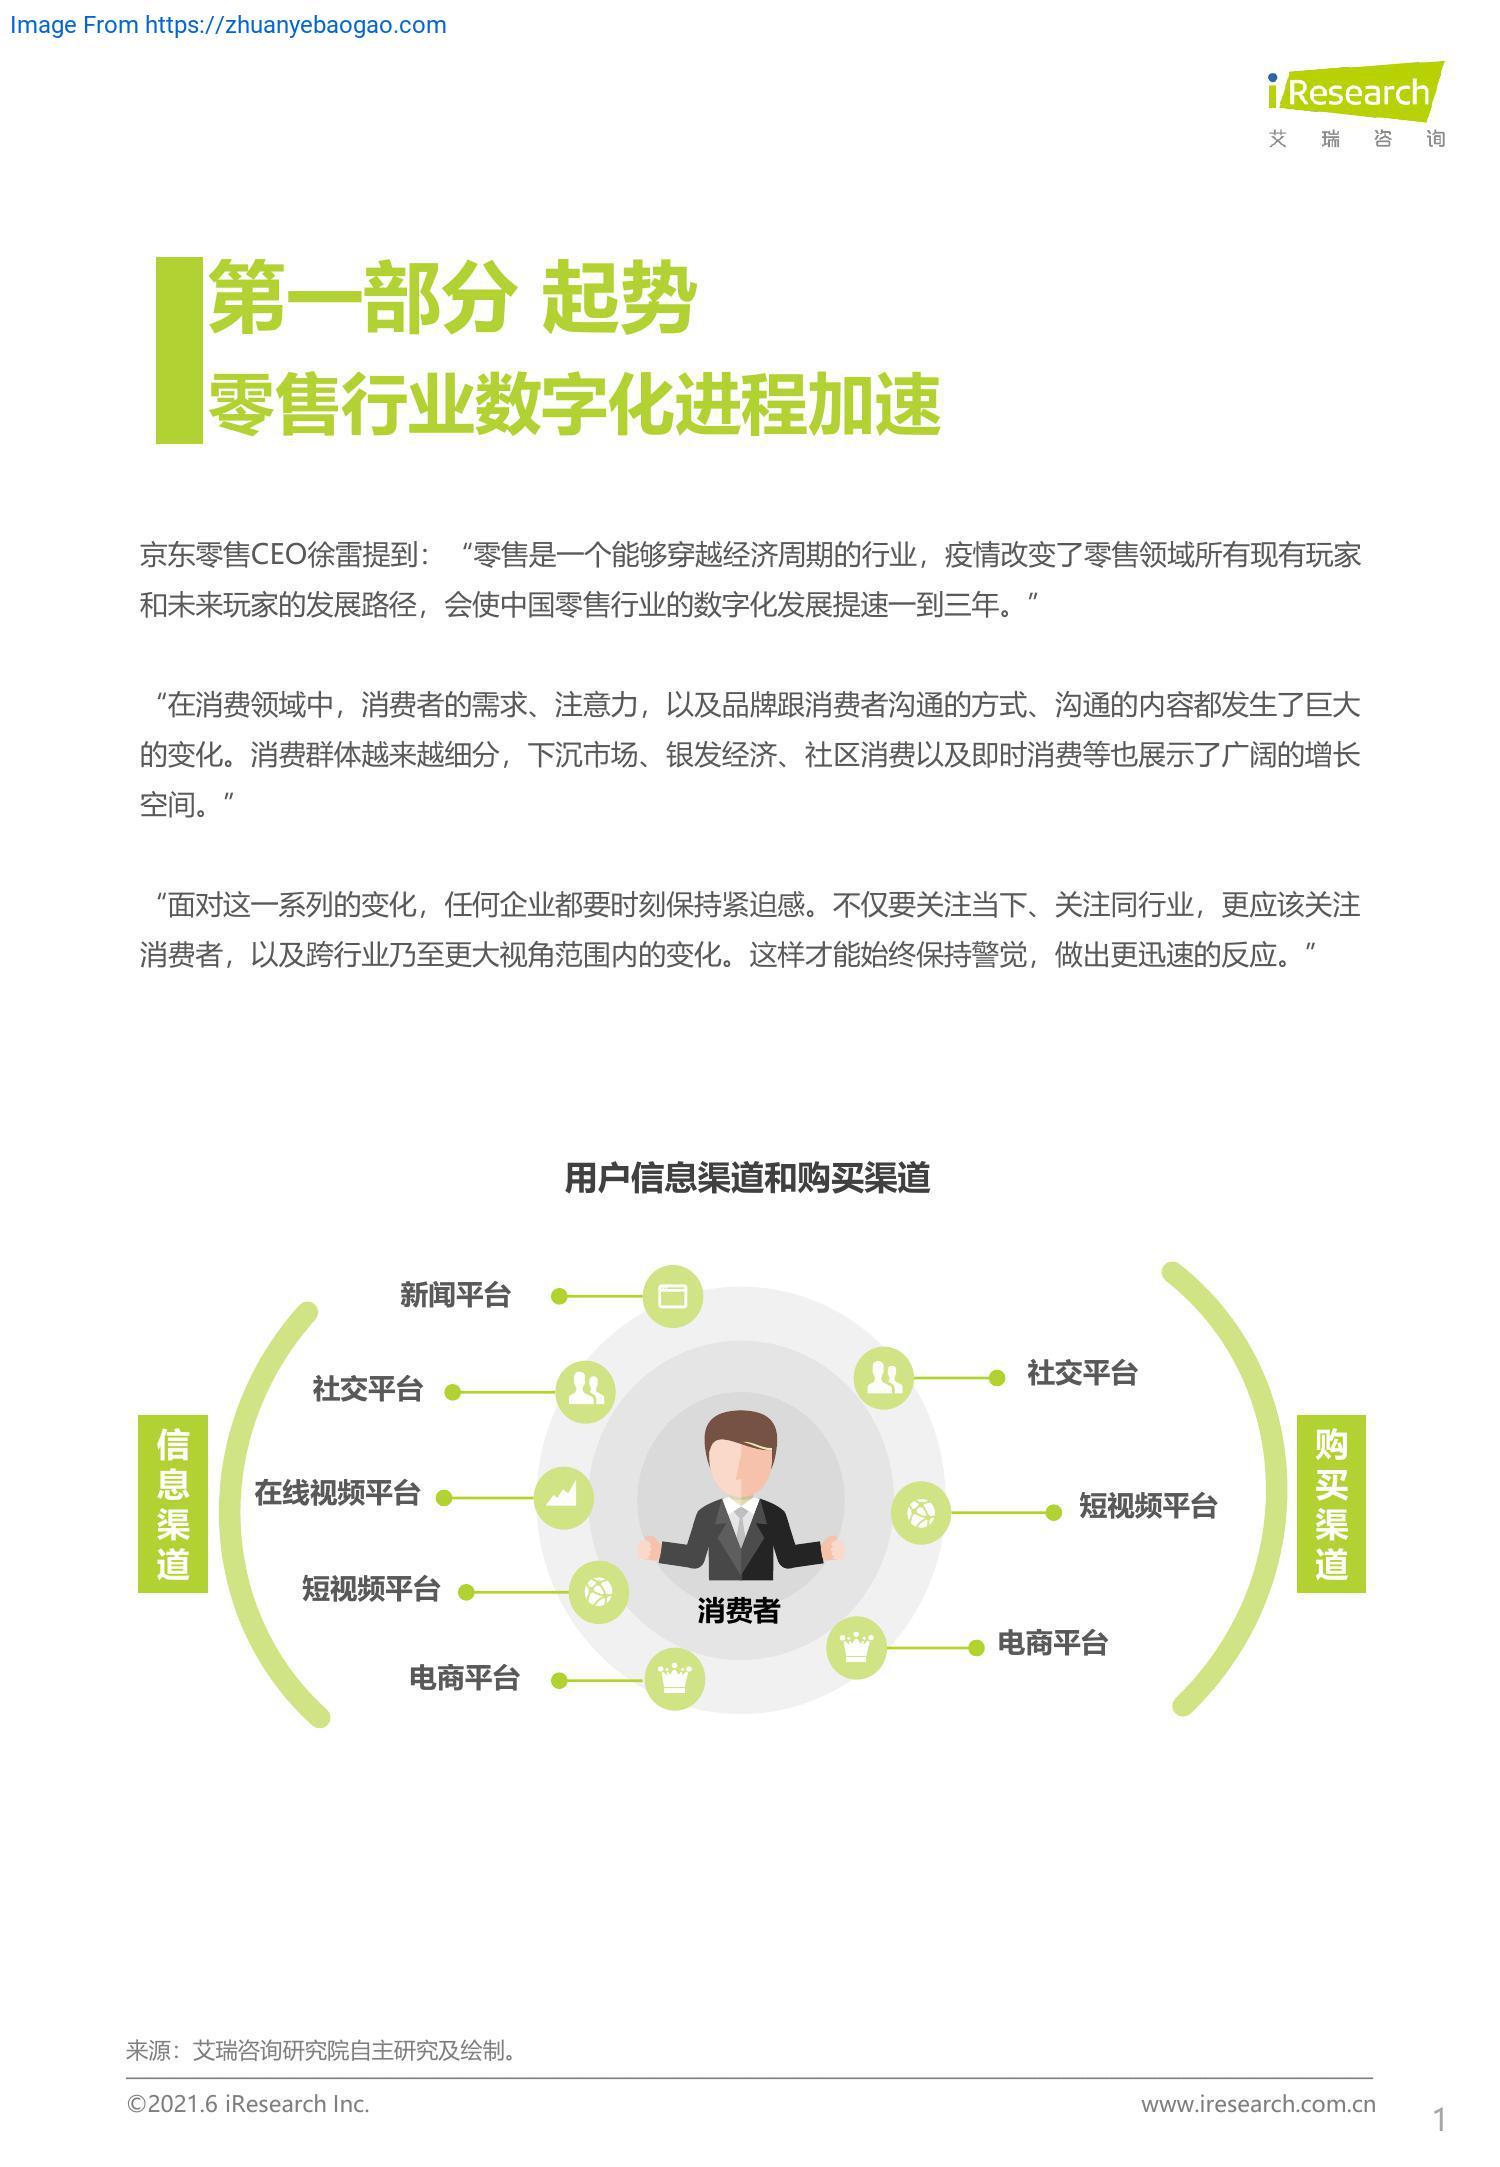 Image From https://zhuanyebaogao.com
iResearch
艾瑞咨询
第一部分 起势
零售行业数字化进程加速
京东零售CEO徐雷提到：“零售是一个能够穿越经济周期的行业，疫情改变了零售领域所有现有玩家
和未来玩家的发展路径，会使中国零售行业的数字化发展提速一到三年。”
“在消费领域中，消费者的需求、注意力，以及品牌跟消费者沟通的方式、沟通的内容都发生了巨大
的变化。消费群体越来越细分，下沉市场、银发经济、社区消费以及即时消费等也展示了广阔的增长
空间。”
“面对这一系列的变化，任何企业都要时刻保持紧迫感。不仅要关注当下、关注同行业，更应该关注
消费者，以及跨行业乃至更大视角范围内的变化。这样才能始终保持警觉，做出更迅速的反应。”
用户信息渠道和购买渠道
信息渠道
新闻平台
社交平台
在线视频平台
短视频平台
电商平台
消费者
社交平台
短视频平台
电商平台
购买渠道
来源：艾瑞咨询研究院自主研究及绘制。
©2021.6 iResearch Inc.
www.iresearch.com.cn
1